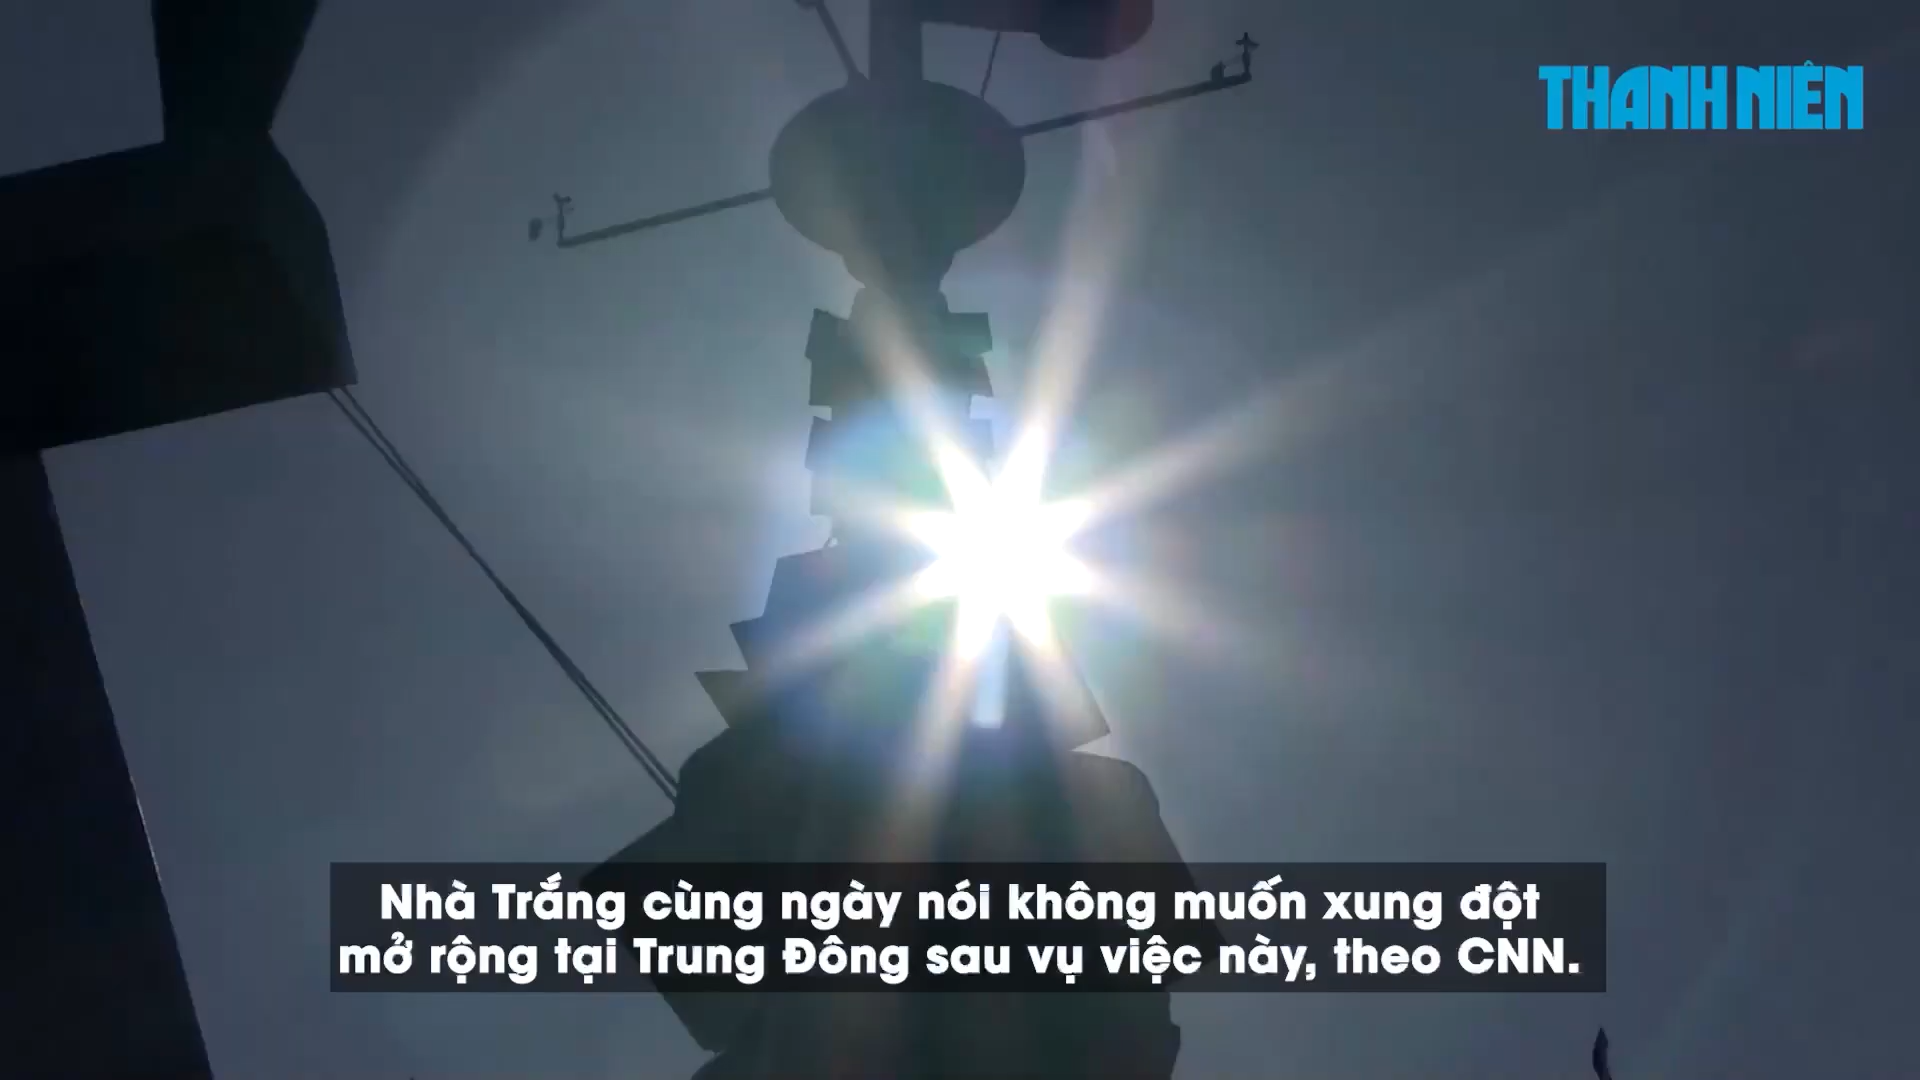 THANH NIÊN
Nhà Trắng cùng ngày nói không muốn xung đột
mở rộng tại Trung Đông sau vụ việc này, theo CNN.